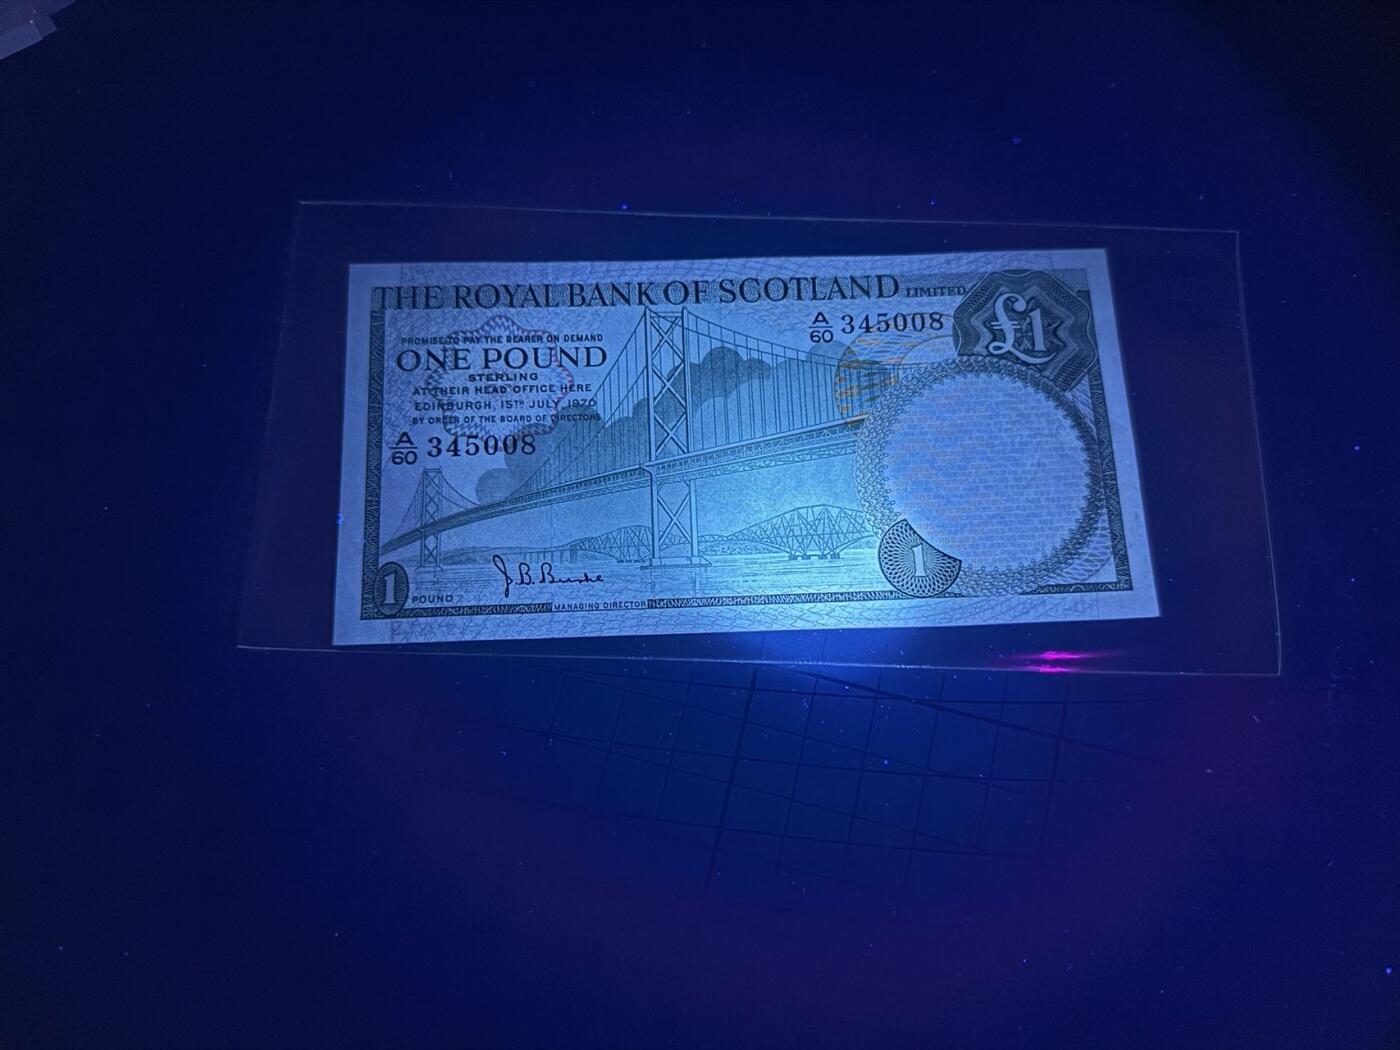 THE ROYAL BANK OF SCOTLAND LIMITED
£1
A/60 345008
PROMISE TO PAY THE BEARER ON DEMAND
ONE POUND
STERLING
AT THEIR HEAD OFFICE HERE
EDINBURGH, 15TH JULY, 1970
BY ORDER OF THE BOARD OF DIRECTORS
A/60 345008
J.B. Burke
1
1 POUND
MANAGING DIRECTOR